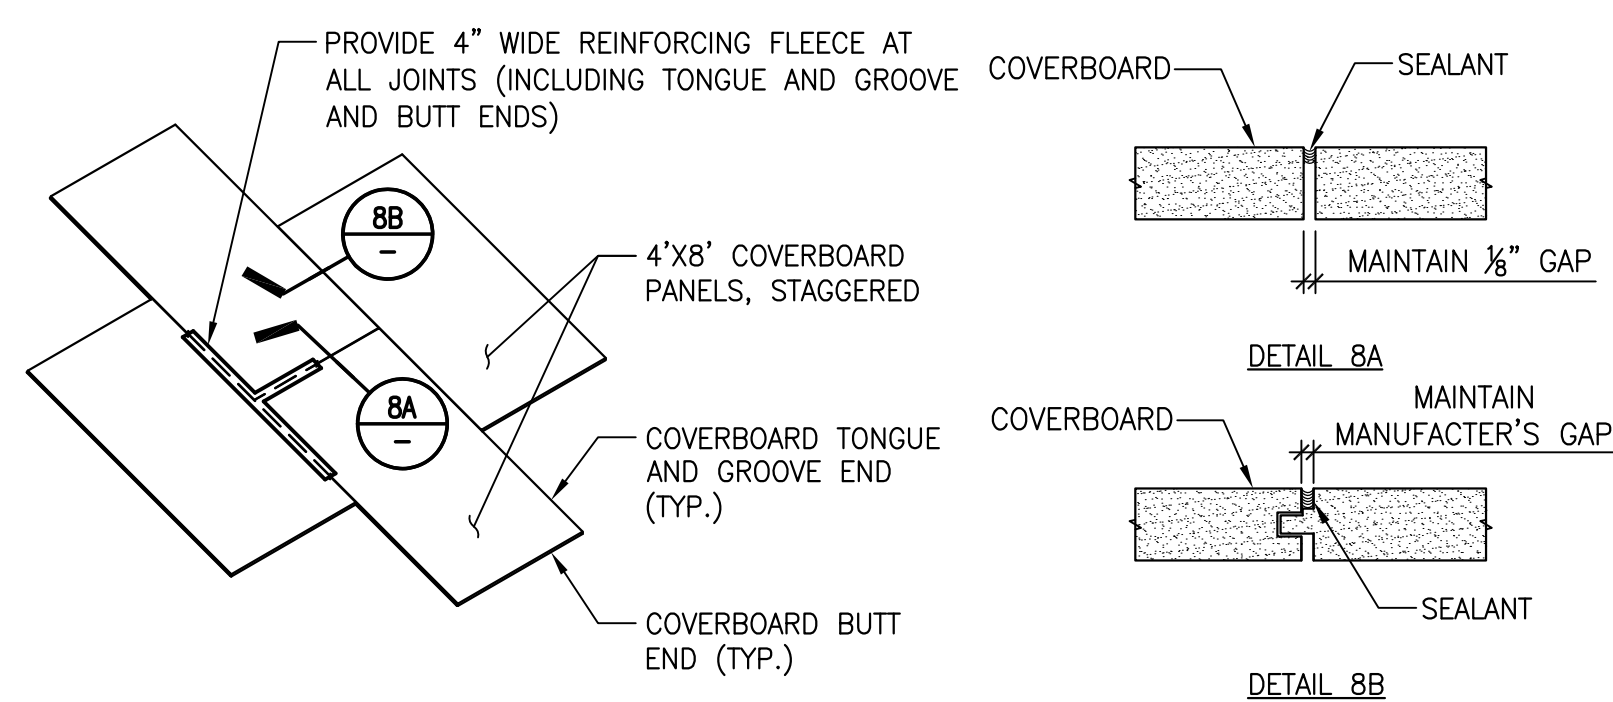 PROVIDE 4” WIDE REINFORCING FLEECE AT
ALL JOINTS (INCLUDING TONGUE AND GROOVE
AND BUTT ENDS)
8B
–
8A
–
4’X8’ COVERBOARD
PANELS, STAGGERED
COVERBOARD TONGUE
AND GROOVE END
(TYP.)
COVERBOARD BUTT
END (TYP.)
COVERBOARD
SEALANT
MAINTAIN ⅛” GAP
DETAIL 8A
COVERBOARD
MAINTAIN
MANUFACTER’S GAP
SEALANT
DETAIL 8B